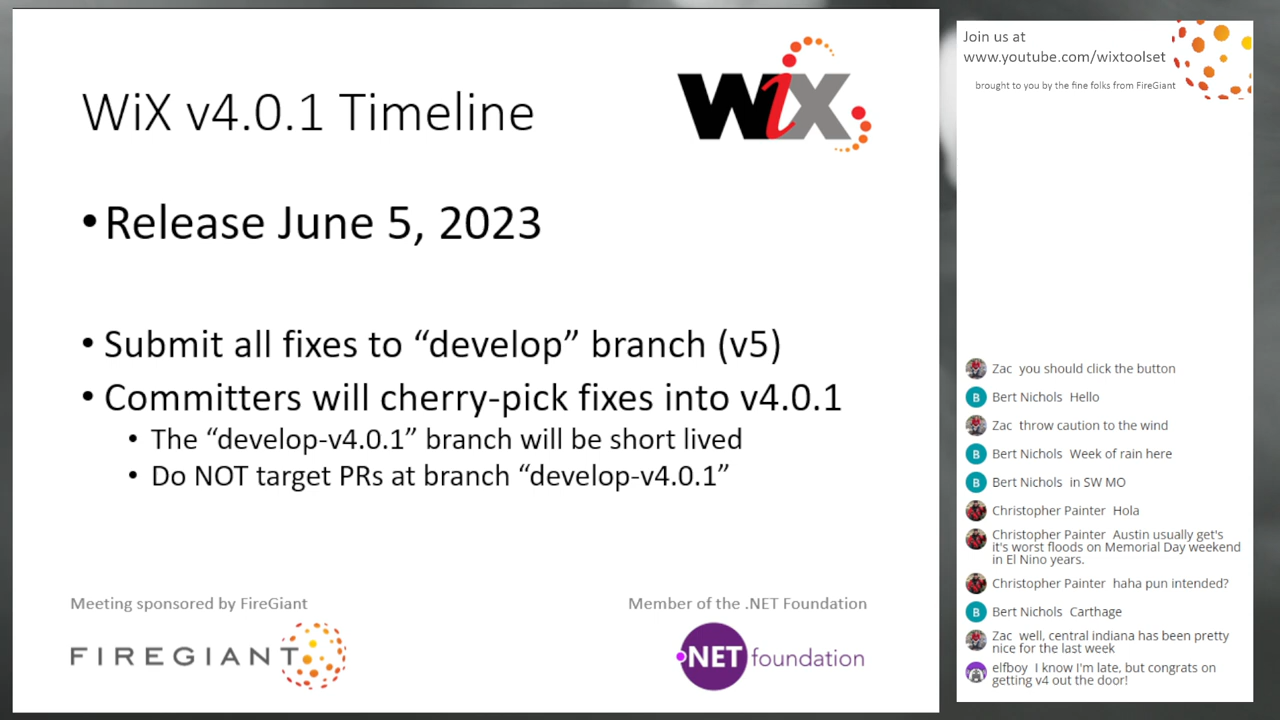 WiX v4.0.1 Timeline
WiX
•Release June 5, 2023
• Submit all fixes to “develop” branch (v5)
• Committers will cherry-pick fixes into v4.0.1
• The “develop-v4.0.1” branch will be short lived
• Do NOT target PRs at branch “develop-v4.0.1”
Meeting sponsored by FireGiant
FIREGIANT
Member of the .NET Foundation
.NET foundation
Join us at
www.youtube.com/wixtoolset
brought to you by the fine folks from FireGiant
Zac you should click the button
B Bert Nichols Hello
Zac throw caution to the wind
B Bert Nichols Week of rain here
B Bert Nichols in SW MO
Christopher Painter Hola
Christopher Painter Austin usually get's
it's worst floods on Memorial Day weekend
in El Nino years.
Christopher Painter haha pun intended?
B Bert Nichols Carthage
Zac well, central indiana has been pretty
nice for the last week
elfboy I know I'm late, but congrats on
getting v4 out the door!